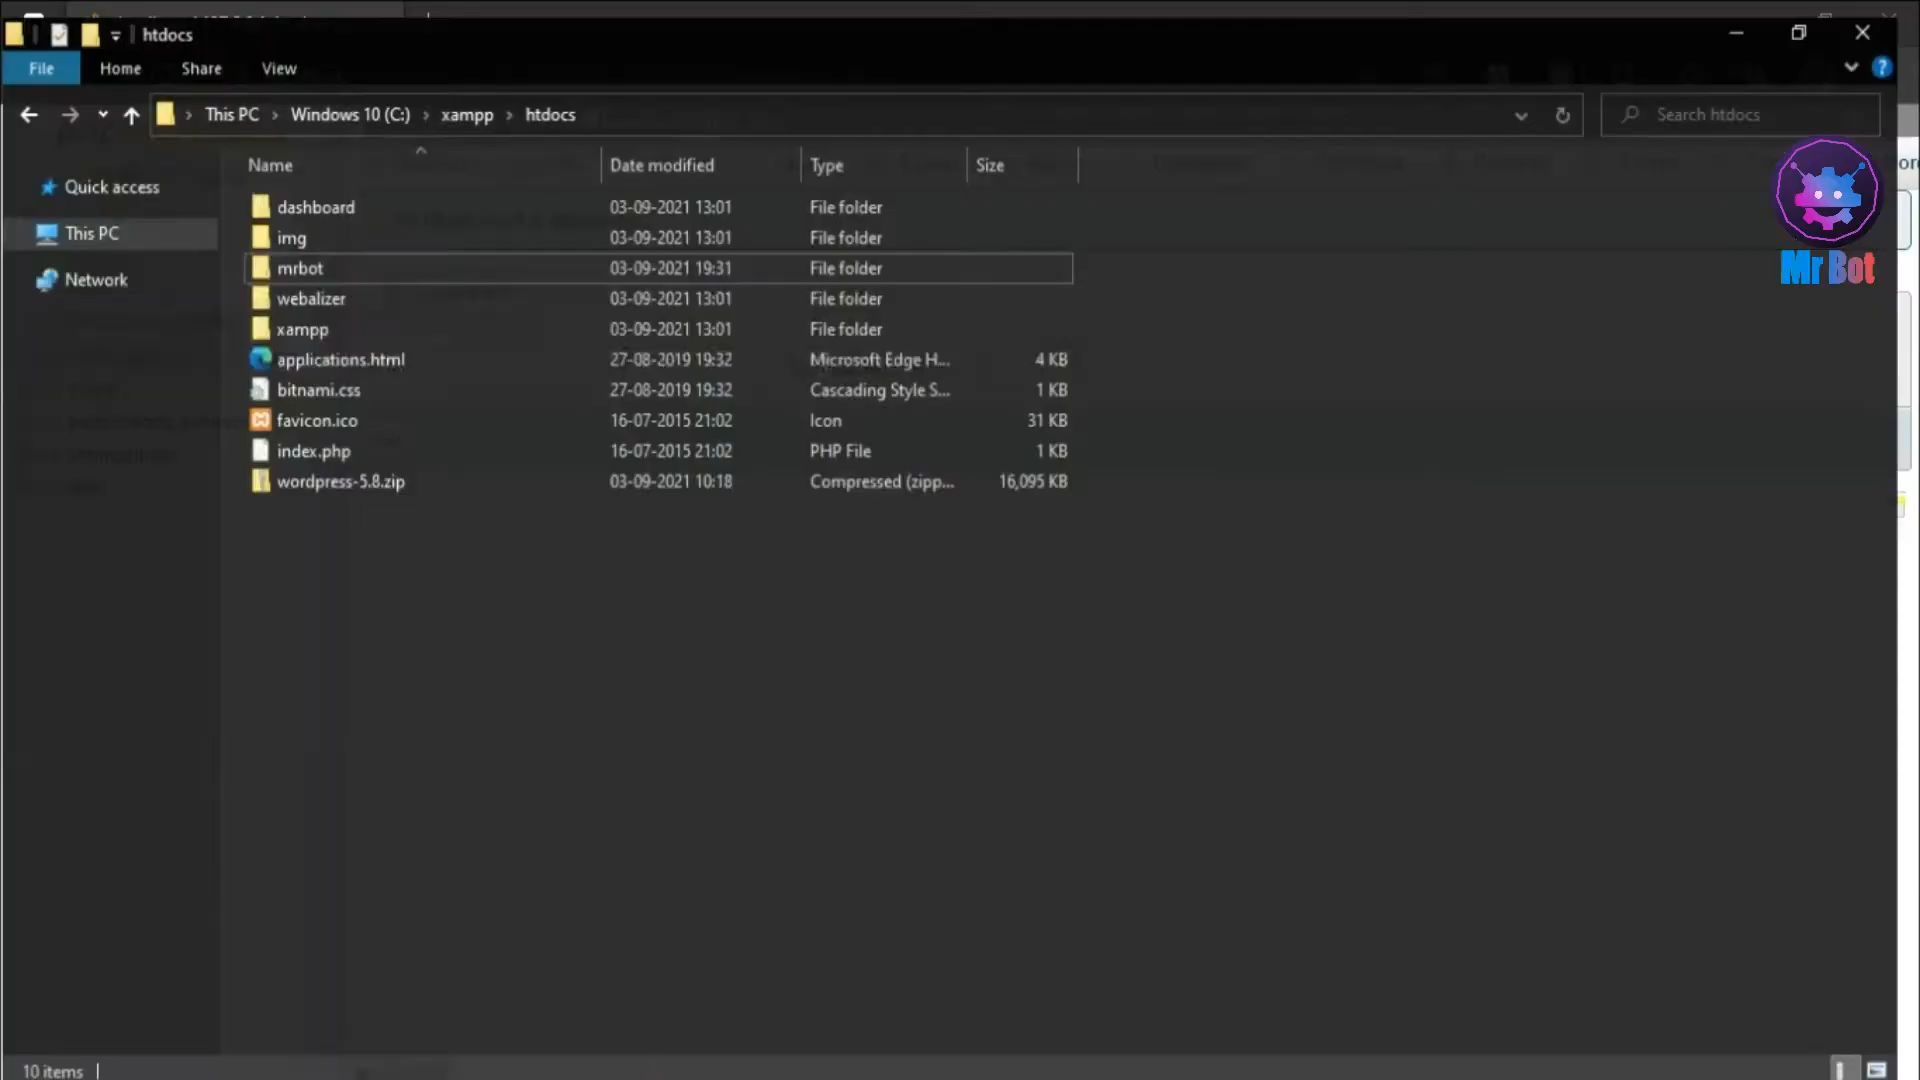 htdocs
File Home Share View
This PC Windows 10 (C:) xampp htdocs Search htdocs
Name Date modified Type Size
Quick access
This PC
Network
dashboard 03-09-2021 13:01 File folder
img 03-09-2021 13:01 File folder
mrbot 03-09-2021 19:31 File folder
webalizer 03-09-2021 13:01 File folder
xampp 03-09-2021 13:01 File folder
applications.html 27-08-2019 19:32 Microsoft Edge H... 4 KB
bitnami.css 27-08-2019 19:32 Cascading Style S... 1 KB
favicon.ico 16-07-2015 21:02 Icon 31 KB
index.php 16-07-2015 21:02 PHP File 1 KB
wordpress-5.8.zip 03-09-2021 10:18 Compressed (zipp... 16,095 KB
Mr Bot
10 items